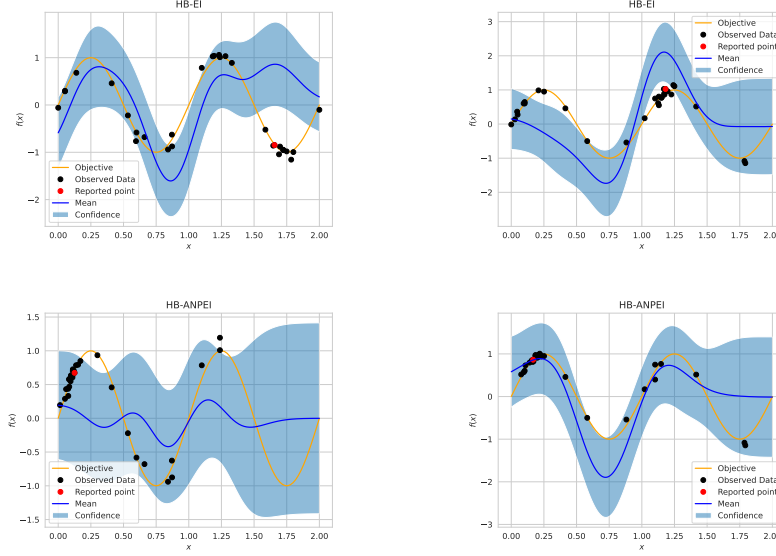 HB-EI
f(x)
1
0
−1
−2
Objective
Observed Data
Reported point
Mean
Confidence
0.00 0.25 0.50 0.75 1.00 1.25 1.50 1.75 2.00
x
HB-EI
f(x)
3
2
1
0
−1
−2
Objective
Observed Data
Reported point
Mean
Confidence
0.00 0.25 0.50 0.75 1.00 1.25 1.50 1.75 2.00
x
HB-ANPEI
f(x)
1.5
1.0
0.5
0.0
−0.5
−1.0
−1.5
Objective
Observed Data
Reported point
Mean
Confidence
0.00 0.25 0.50 0.75 1.00 1.25 1.50 1.75 2.00
x
HB-ANPEI
f(x)
1
0
−1
−2
−3
Objective
Observed Data
Reported point
Mean
Confidence
0.00 0.25 0.50 0.75 1.00 1.25 1.50 1.75 2.00
x